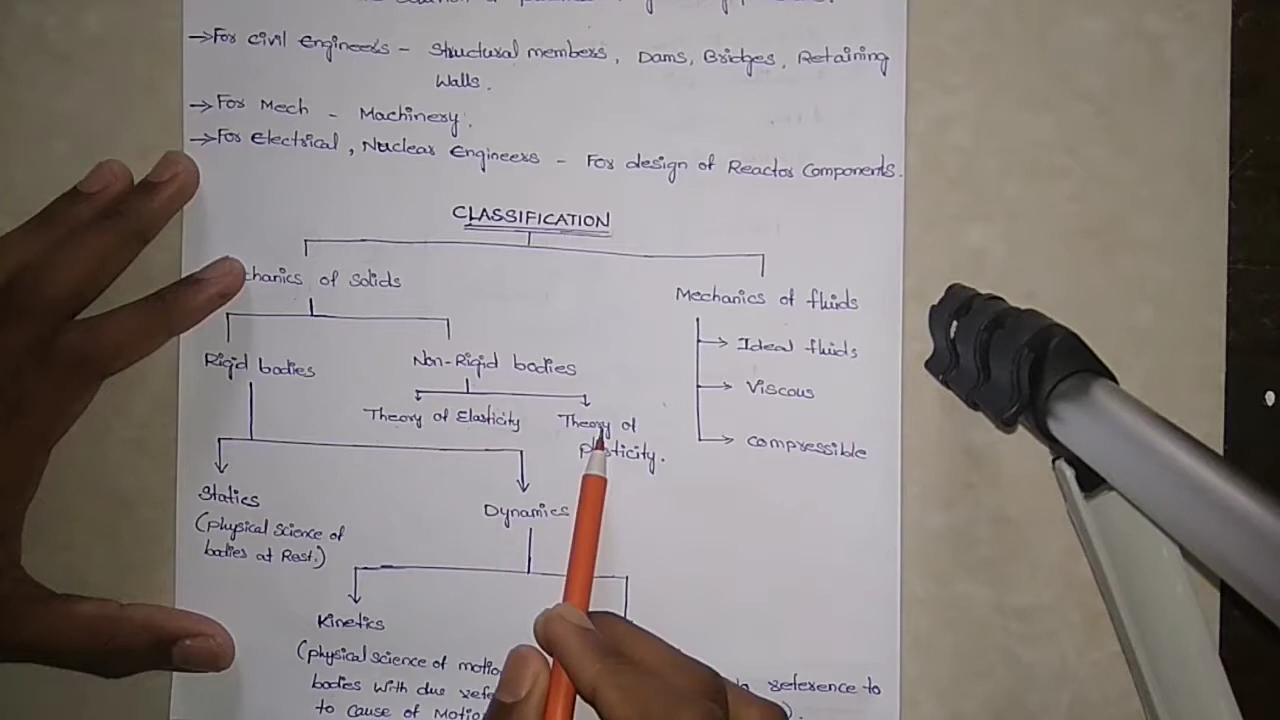 →For Civil Engineers - Structural members, Dams, Bridges, Retaining
Walls.
→For Mech - Machinery.
→For Electrical, Nuclear Engineers - For design of Reactor Components.
CLASSIFICATION
chanics of solids
Mechanics of fluids
Rigid bodies
Non-Rigid bodies
→ Ideal fluids
→ Viscous
→ compressible
Theory of Elasticity
Theory of
plasticity.
Statics
(physical science of
bodies at Rest.)
Dynamics
Kinetics
(physical science of motio
bodies with due refe
to cause of Motio
reference to
).